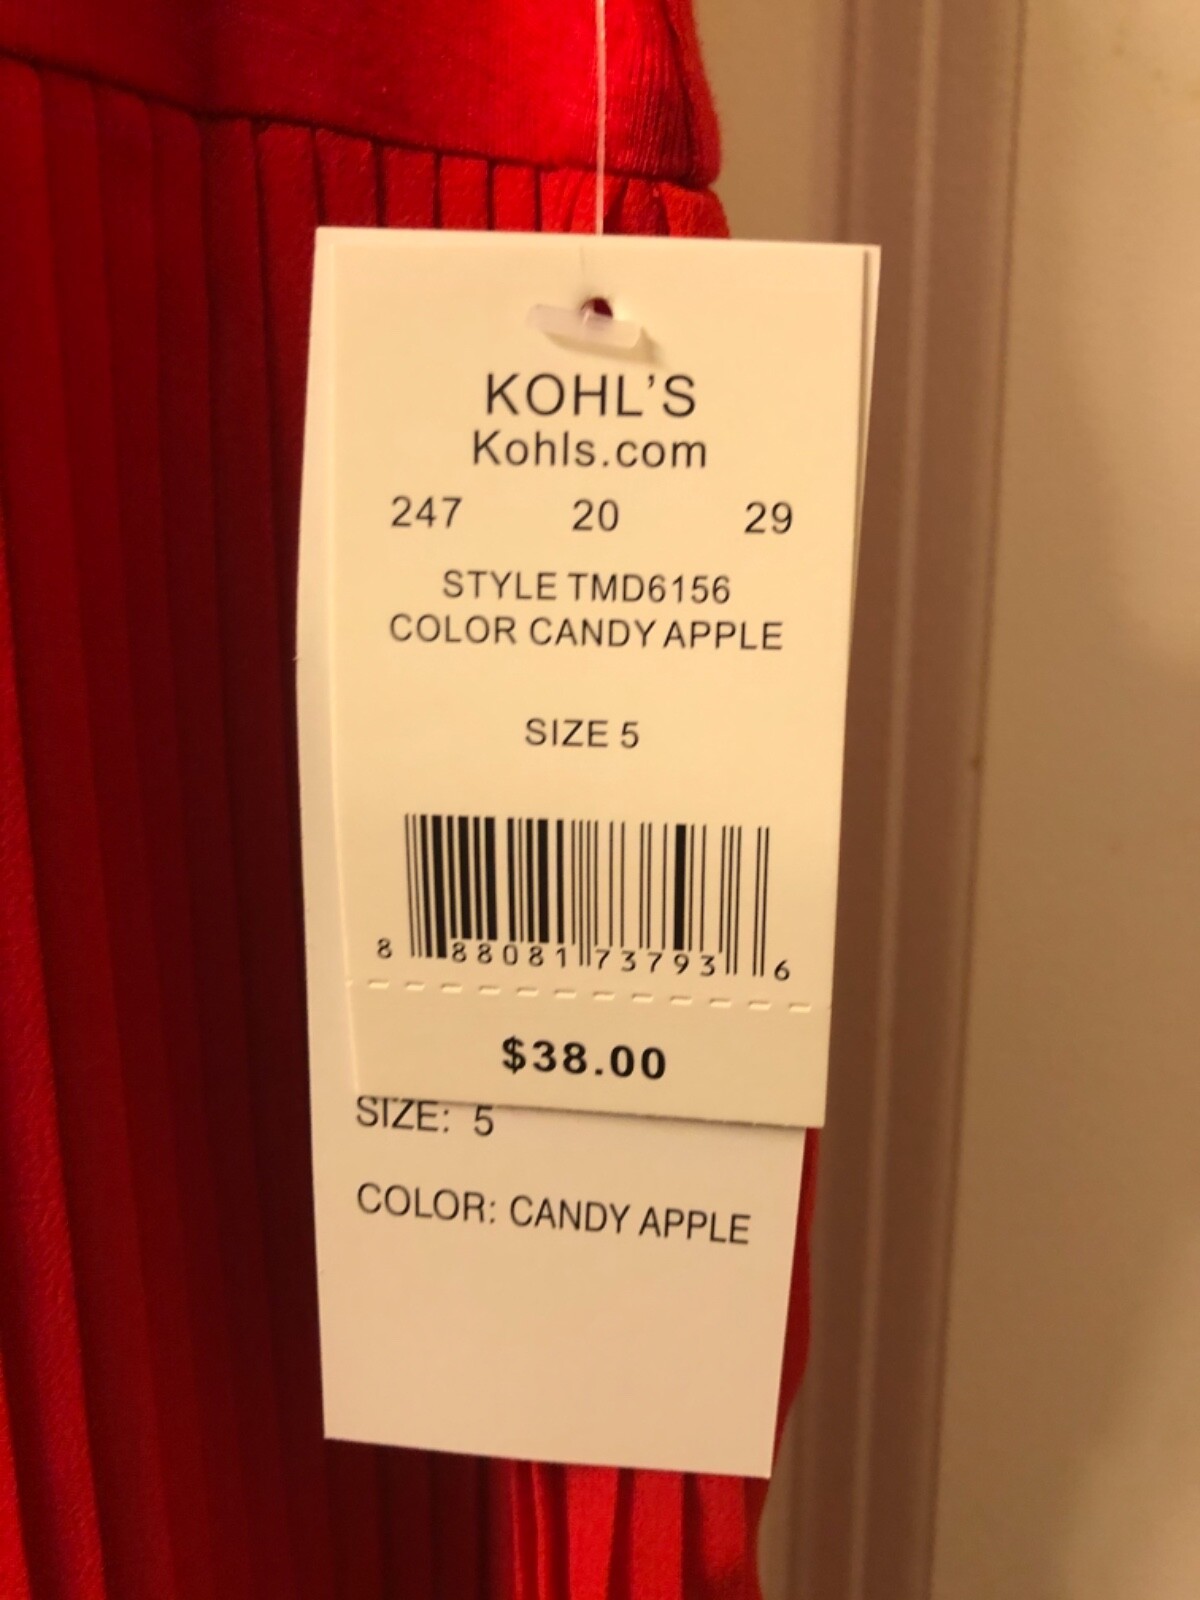 KOHL'S
Kohls.com
247 20 29
STYLE TMD6156
COLOR CANDY APPLE
SIZE 5
8 88081 73793 6
$38.00
SIZE: 5
COLOR: CANDY APPLE